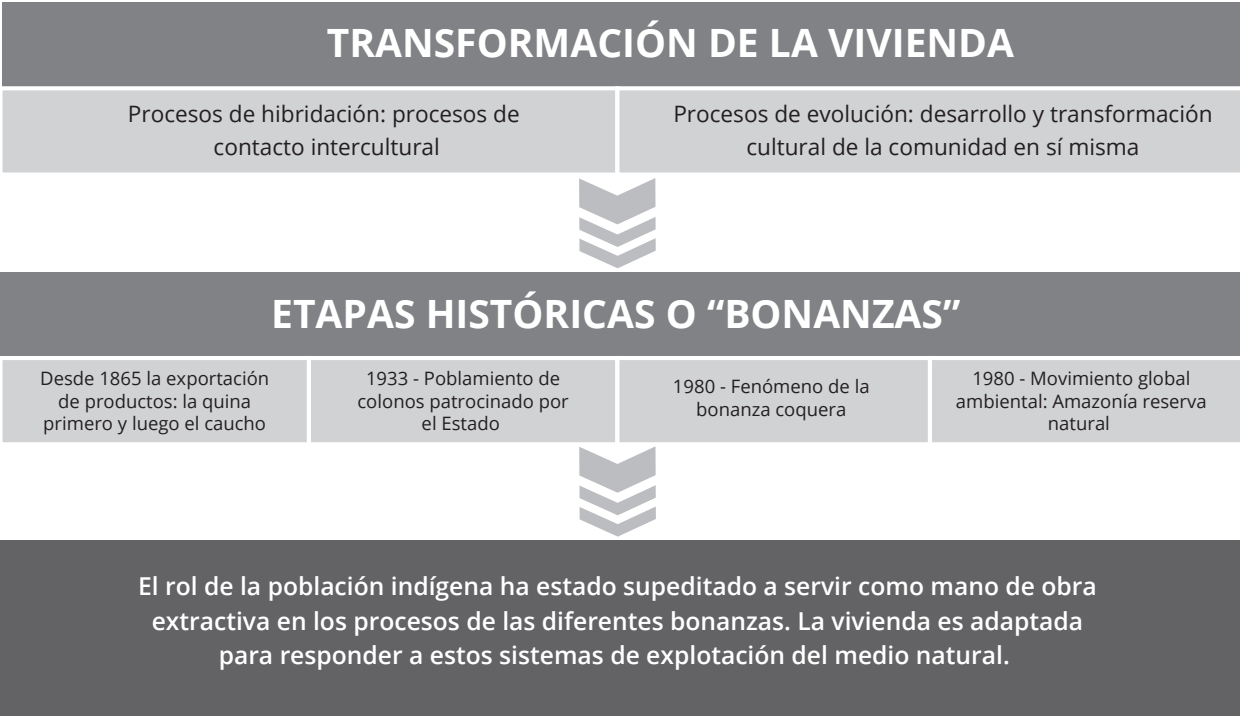 TRANSFORMACIÓN DE LA VIVIENDA
Procesos de hibridación: procesos de
contacto intercultural
Procesos de evolución: desarrollo y transformación
cultural de la comunidad en sí misma
ETAPAS HISTÓRICAS O “BONANZAS”
Desde 1865 la exportación
de productos: la quina
primero y luego el caucho
1933 - Poblamiento de
colonos patrocinado por
el Estado
1980 - Fenómeno de la
bonanza coquera
1980 - Movimiento global
ambiental: Amazonía reserva
natural
El rol de la población indígena ha estado supeditado a servir como mano de obra
extractiva en los procesos de las diferentes bonanzas. La vivienda es adaptada
para responder a estos sistemas de explotación del medio natural.